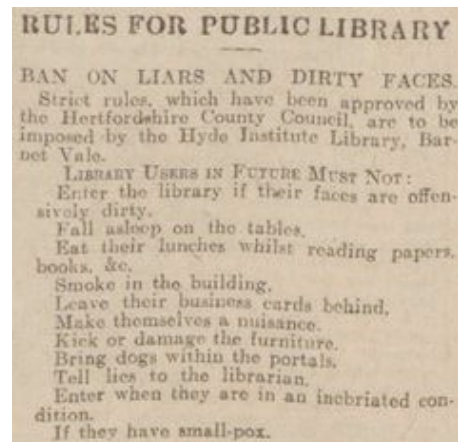 RULES FOR PUBLIC LIBRARY
BAN ON LIARS AND DIRTY FACES.
Strict rules, which have been approved by
the Hertfordshire County Council, are to be
imposed by the Hyde Institute Library, Bar-
net Vale.
LIBRARY USERS IN FUTURE MUST NOT:
Enter the library if their faces are offen-
sively dirty.
Fall asleep on the tables.
Eat their lunches whilst reading papers,
books, &c.
Smoke in the building.
Leave their business cards behind.
Make themselves a nuisance.
Kick or damage the furniture.
Bring dogs within the portals.
Tell lies to the librarian.
Enter when they are in an inebriated con-
dition.
If they have small-pox.